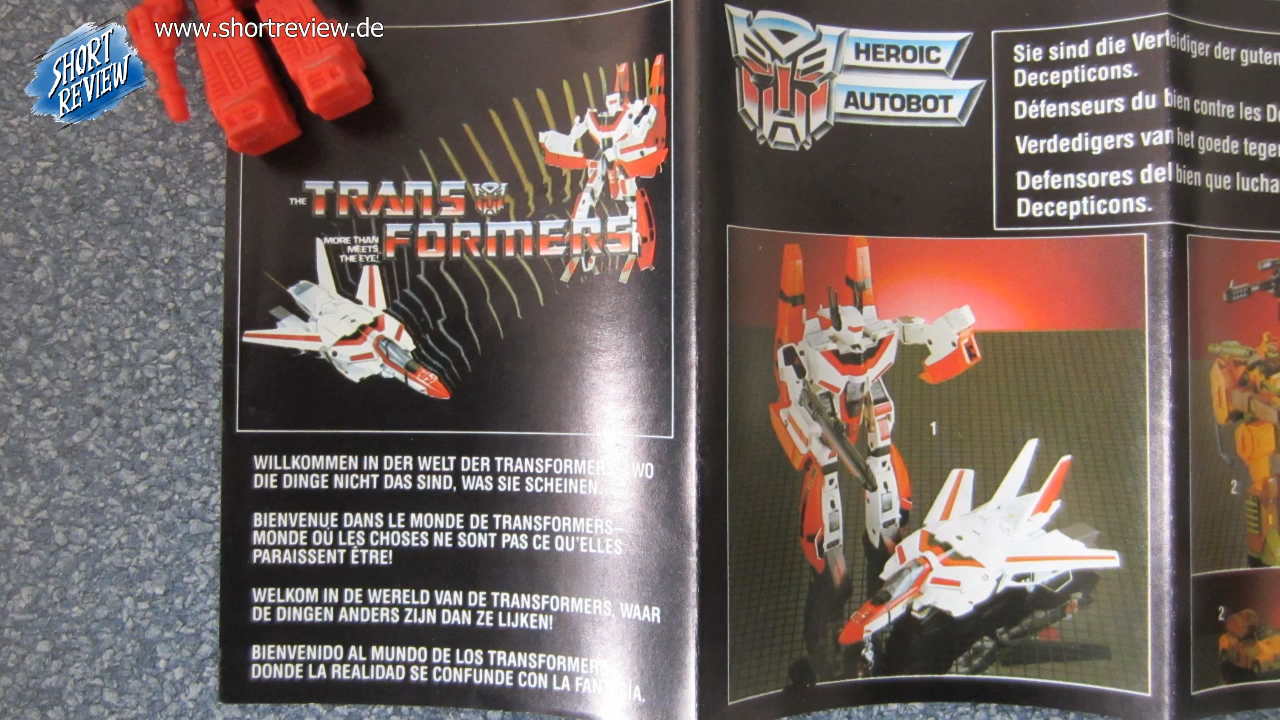 www.shortreview.de
SHORT
REVIEW
THE TRANSFORMERS
MORE THAN
MEETS
THE EYE!
WILLKOMMEN IN DER WELT DER TRANSFORMERS, WO
DIE DINGE NICHT DAS SIND, WAS SIE SCHEINEN.
BIENVENUE DANS LE MONDE DE TRANSFORMERS–
MONDE OÙ LES CHOSES NE SONT PAS CE QU'ELLES
PARAISSENT ÊTRE!
WELKOM IN DE WERELD VAN DE TRANSFORMERS, WAAR
DE DINGEN ANDERS ZIJN DAN ZE LIJKEN!
BIENVENIDO AL MUNDO DE LOS TRANSFORMERS
DONDE LA REALIDAD SE CONFUNDE CON LA FANTASIA.
HEROIC
AUTOBOT
Sie sind die Verteidiger der guten
Decepticons.
Défenseurs du bien contre les
Verdedigers van het goede
Defensores del bien que
Decepticons.
1
2
2